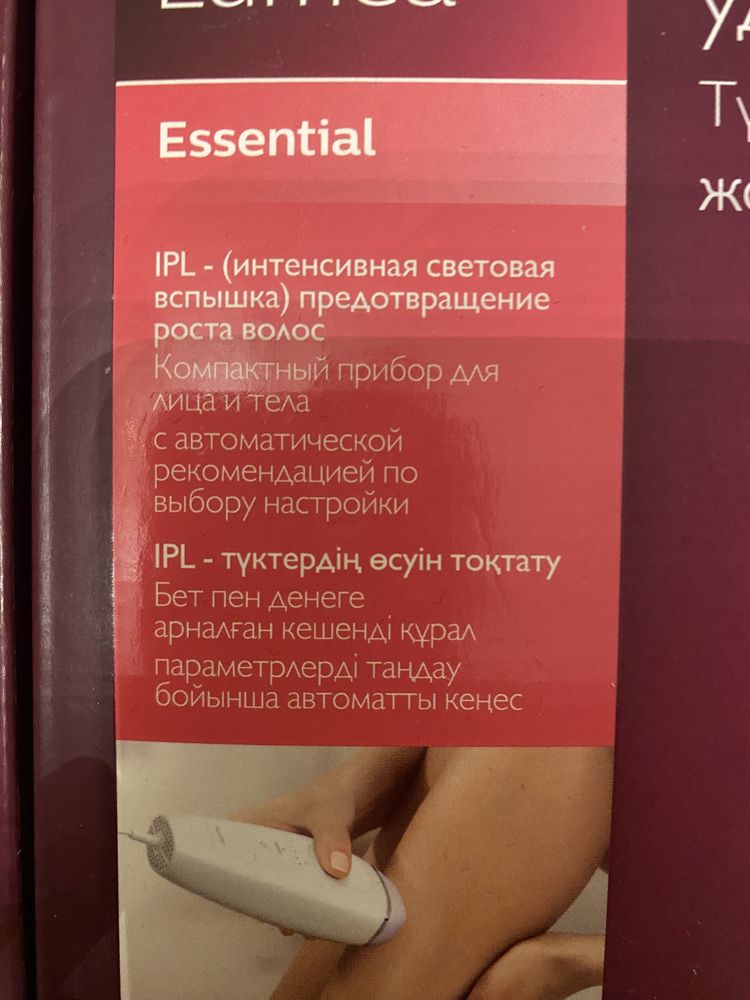 Essential
IPL - (интенсивная световая
вспышка) предотвращение
роста волос
Компактный прибор для
лица и тела
с автоматической
рекомендацией по
выбору настройки
IPL - түктердің өсуін тоқтату
Бет пен денеге
арналған кешенді құрал
параметрлерді таңдау
бойынша автоматты кеңес